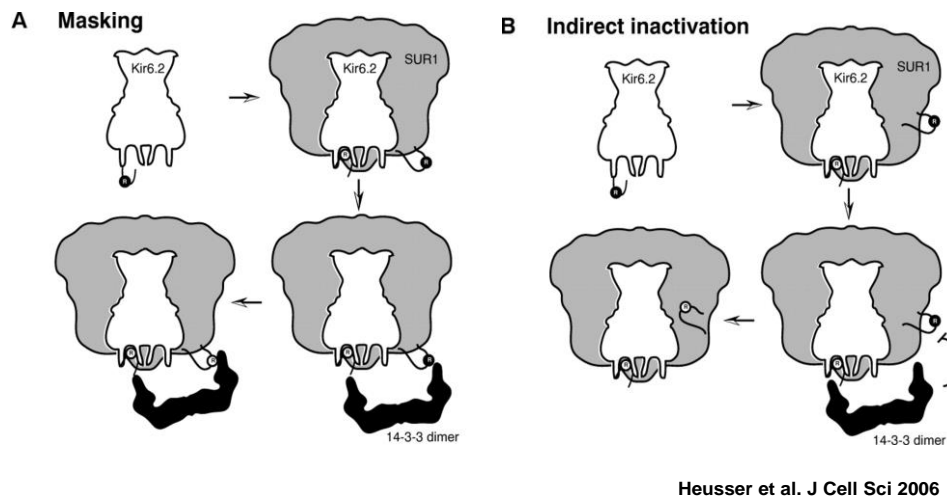 A Masking
Kir6.2
Kir6.2
SUR1
R
R
R
R
R
R
R
14-3-3 dimer
B Indirect inactivation
Kir6.2
Kir6.2
SUR1
R
R
R
R
R
R
R
14-3-3 dimer
Heusser et al. J Cell Sci 2006